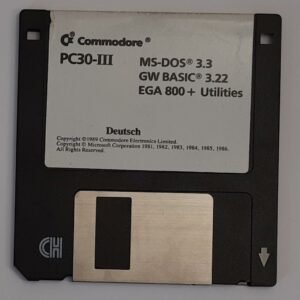 Commodore®
PC30-III
MS-DOS® 3.3
GW BASIC® 3.22
EGA 800+ Utilities
Deutsch
Copyright ©1989 Commodore Electronics Limited.
Copyright © Microsoft Corporation 1981, 1982, 1983, 1984, 1985, 1986.
All Rights Reserved.